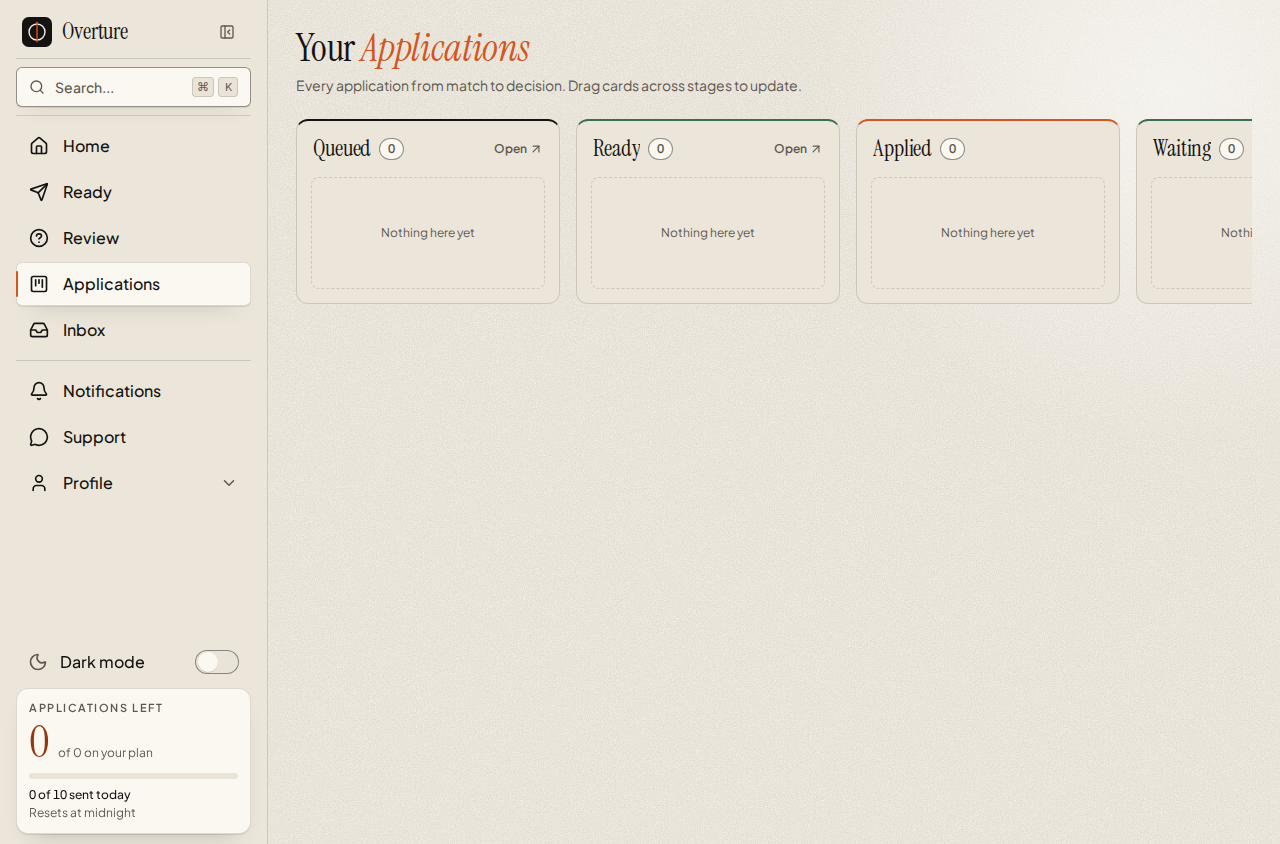 Overture
Search...
⌘ K
Home
Ready
Review
Applications
Inbox
Notifications
Support
Profile
Dark mode
APPLICATIONS LEFT
0 of 0 on your plan
0 of 10 sent today
Resets at midnight
Your Applications
Every application from match to decision. Drag cards across stages to update.
Queued 0 Open
Nothing here yet
Ready 0 Open
Nothing here yet
Applied 0
Nothing here yet
Waiting 0
Nothi